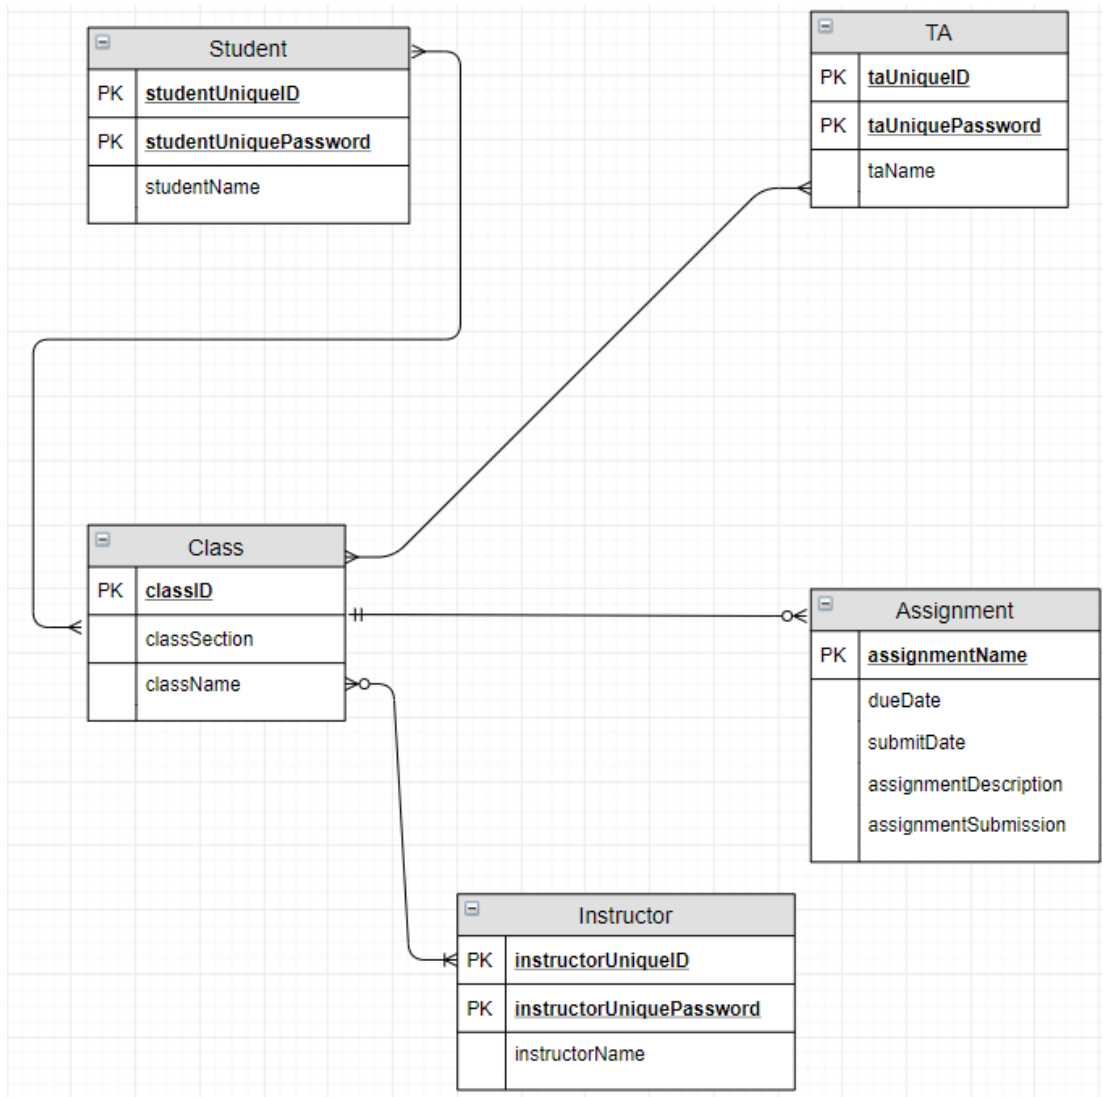 Student
PK studentUniqueID
PK studentUniquePassword
studentName
TA
PK taUniqueID
PK taUniquePassword
taName
Class
PK classID
classSection
className
Assignment
PK assignmentName
dueDate
submitDate
assignmentDescription
assignmentSubmission
Instructor
PK instructorUniqueID
PK instructorUniquePassword
instructorName